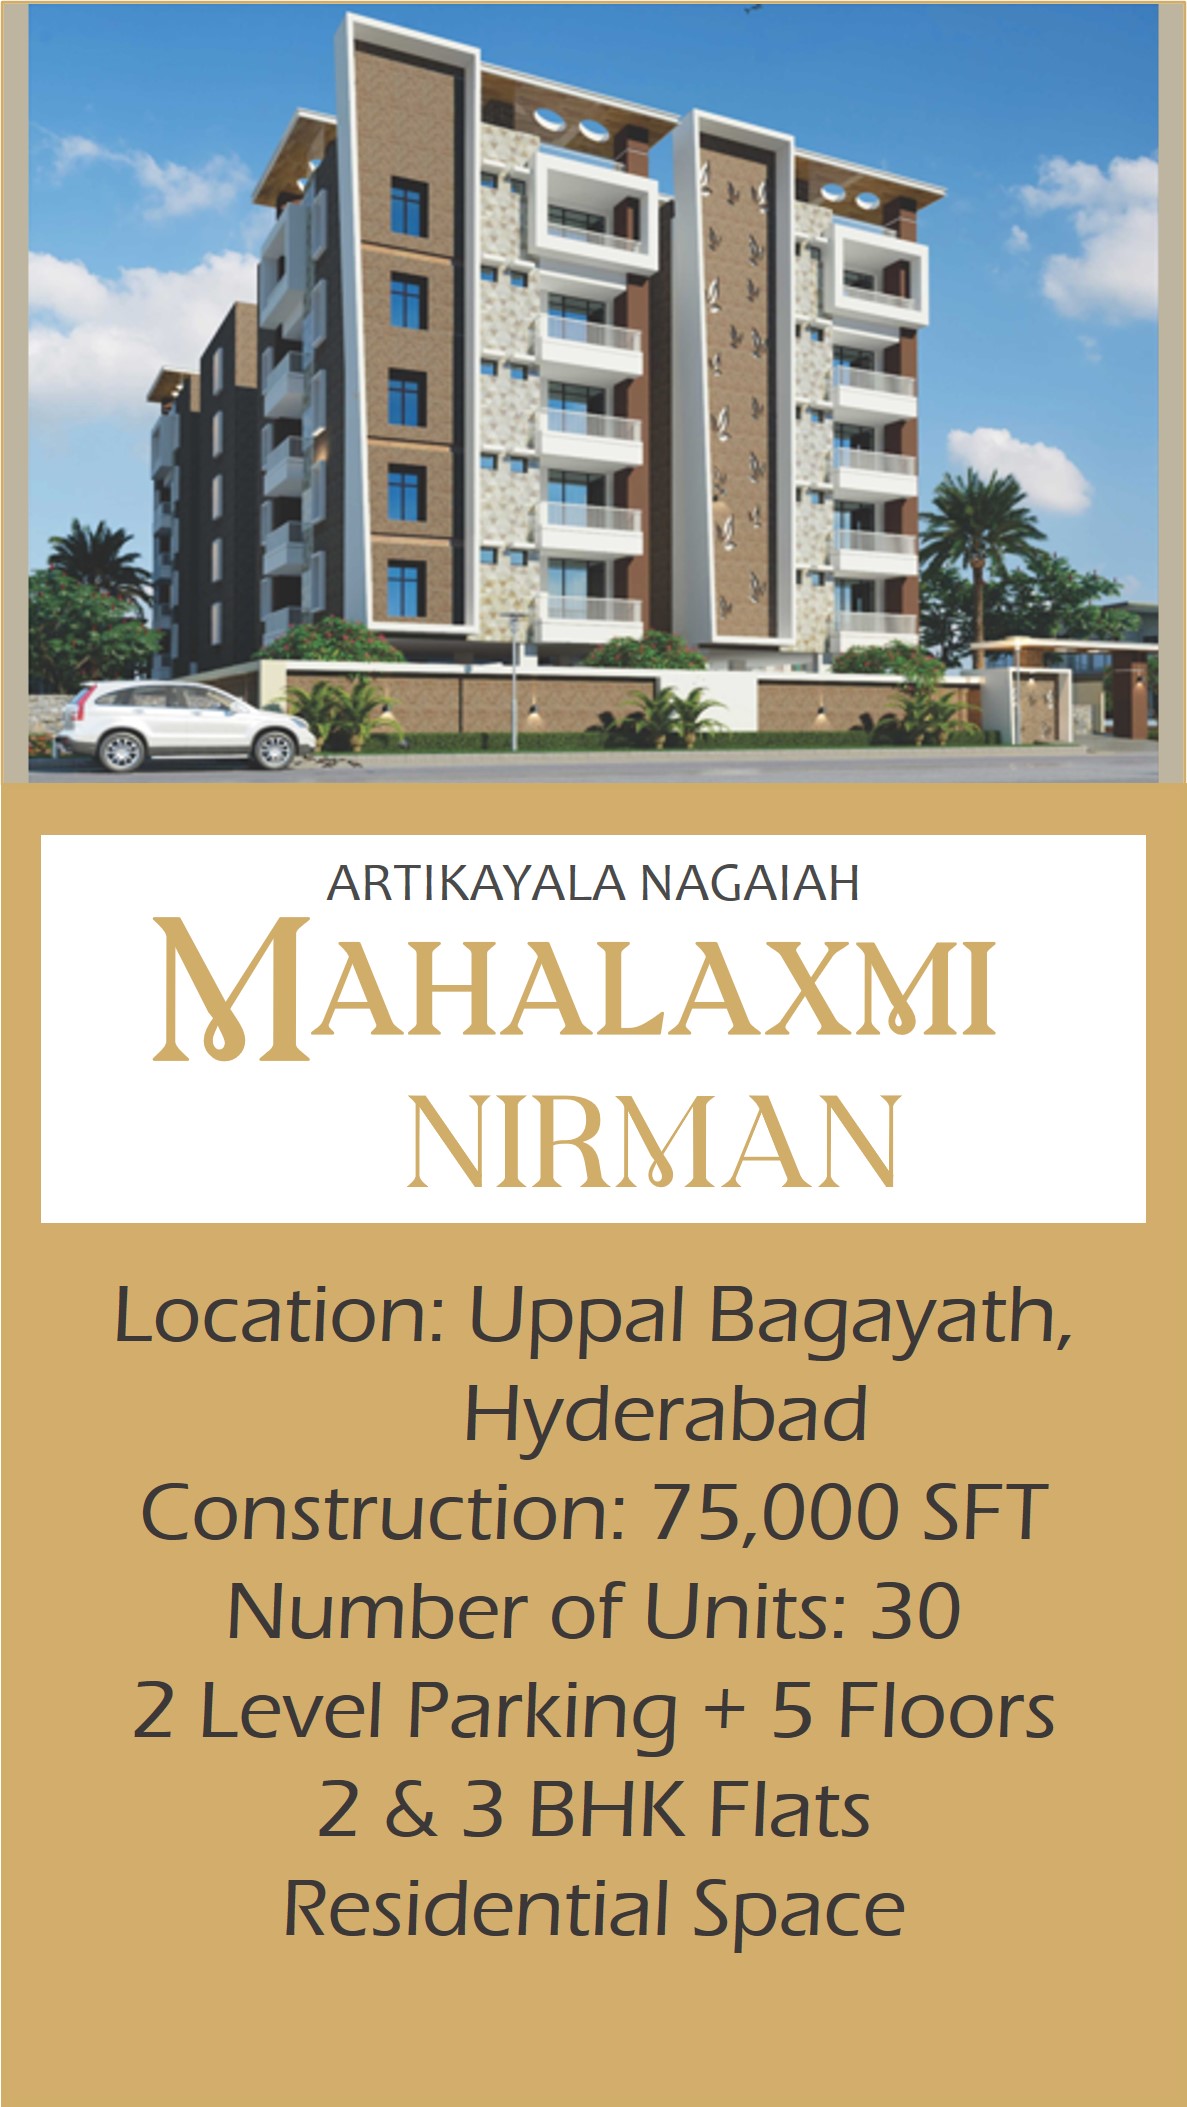 ARTIKAYALA NAGAIAH
MAHALAXMI
NIRMAN
Location: Uppal Bagayath,
Hyderabad
Construction: 75,000 SFT
Number of Units: 30
2 Level Parking + 5 Floors
2 & 3 BHK Flats
Residential Space